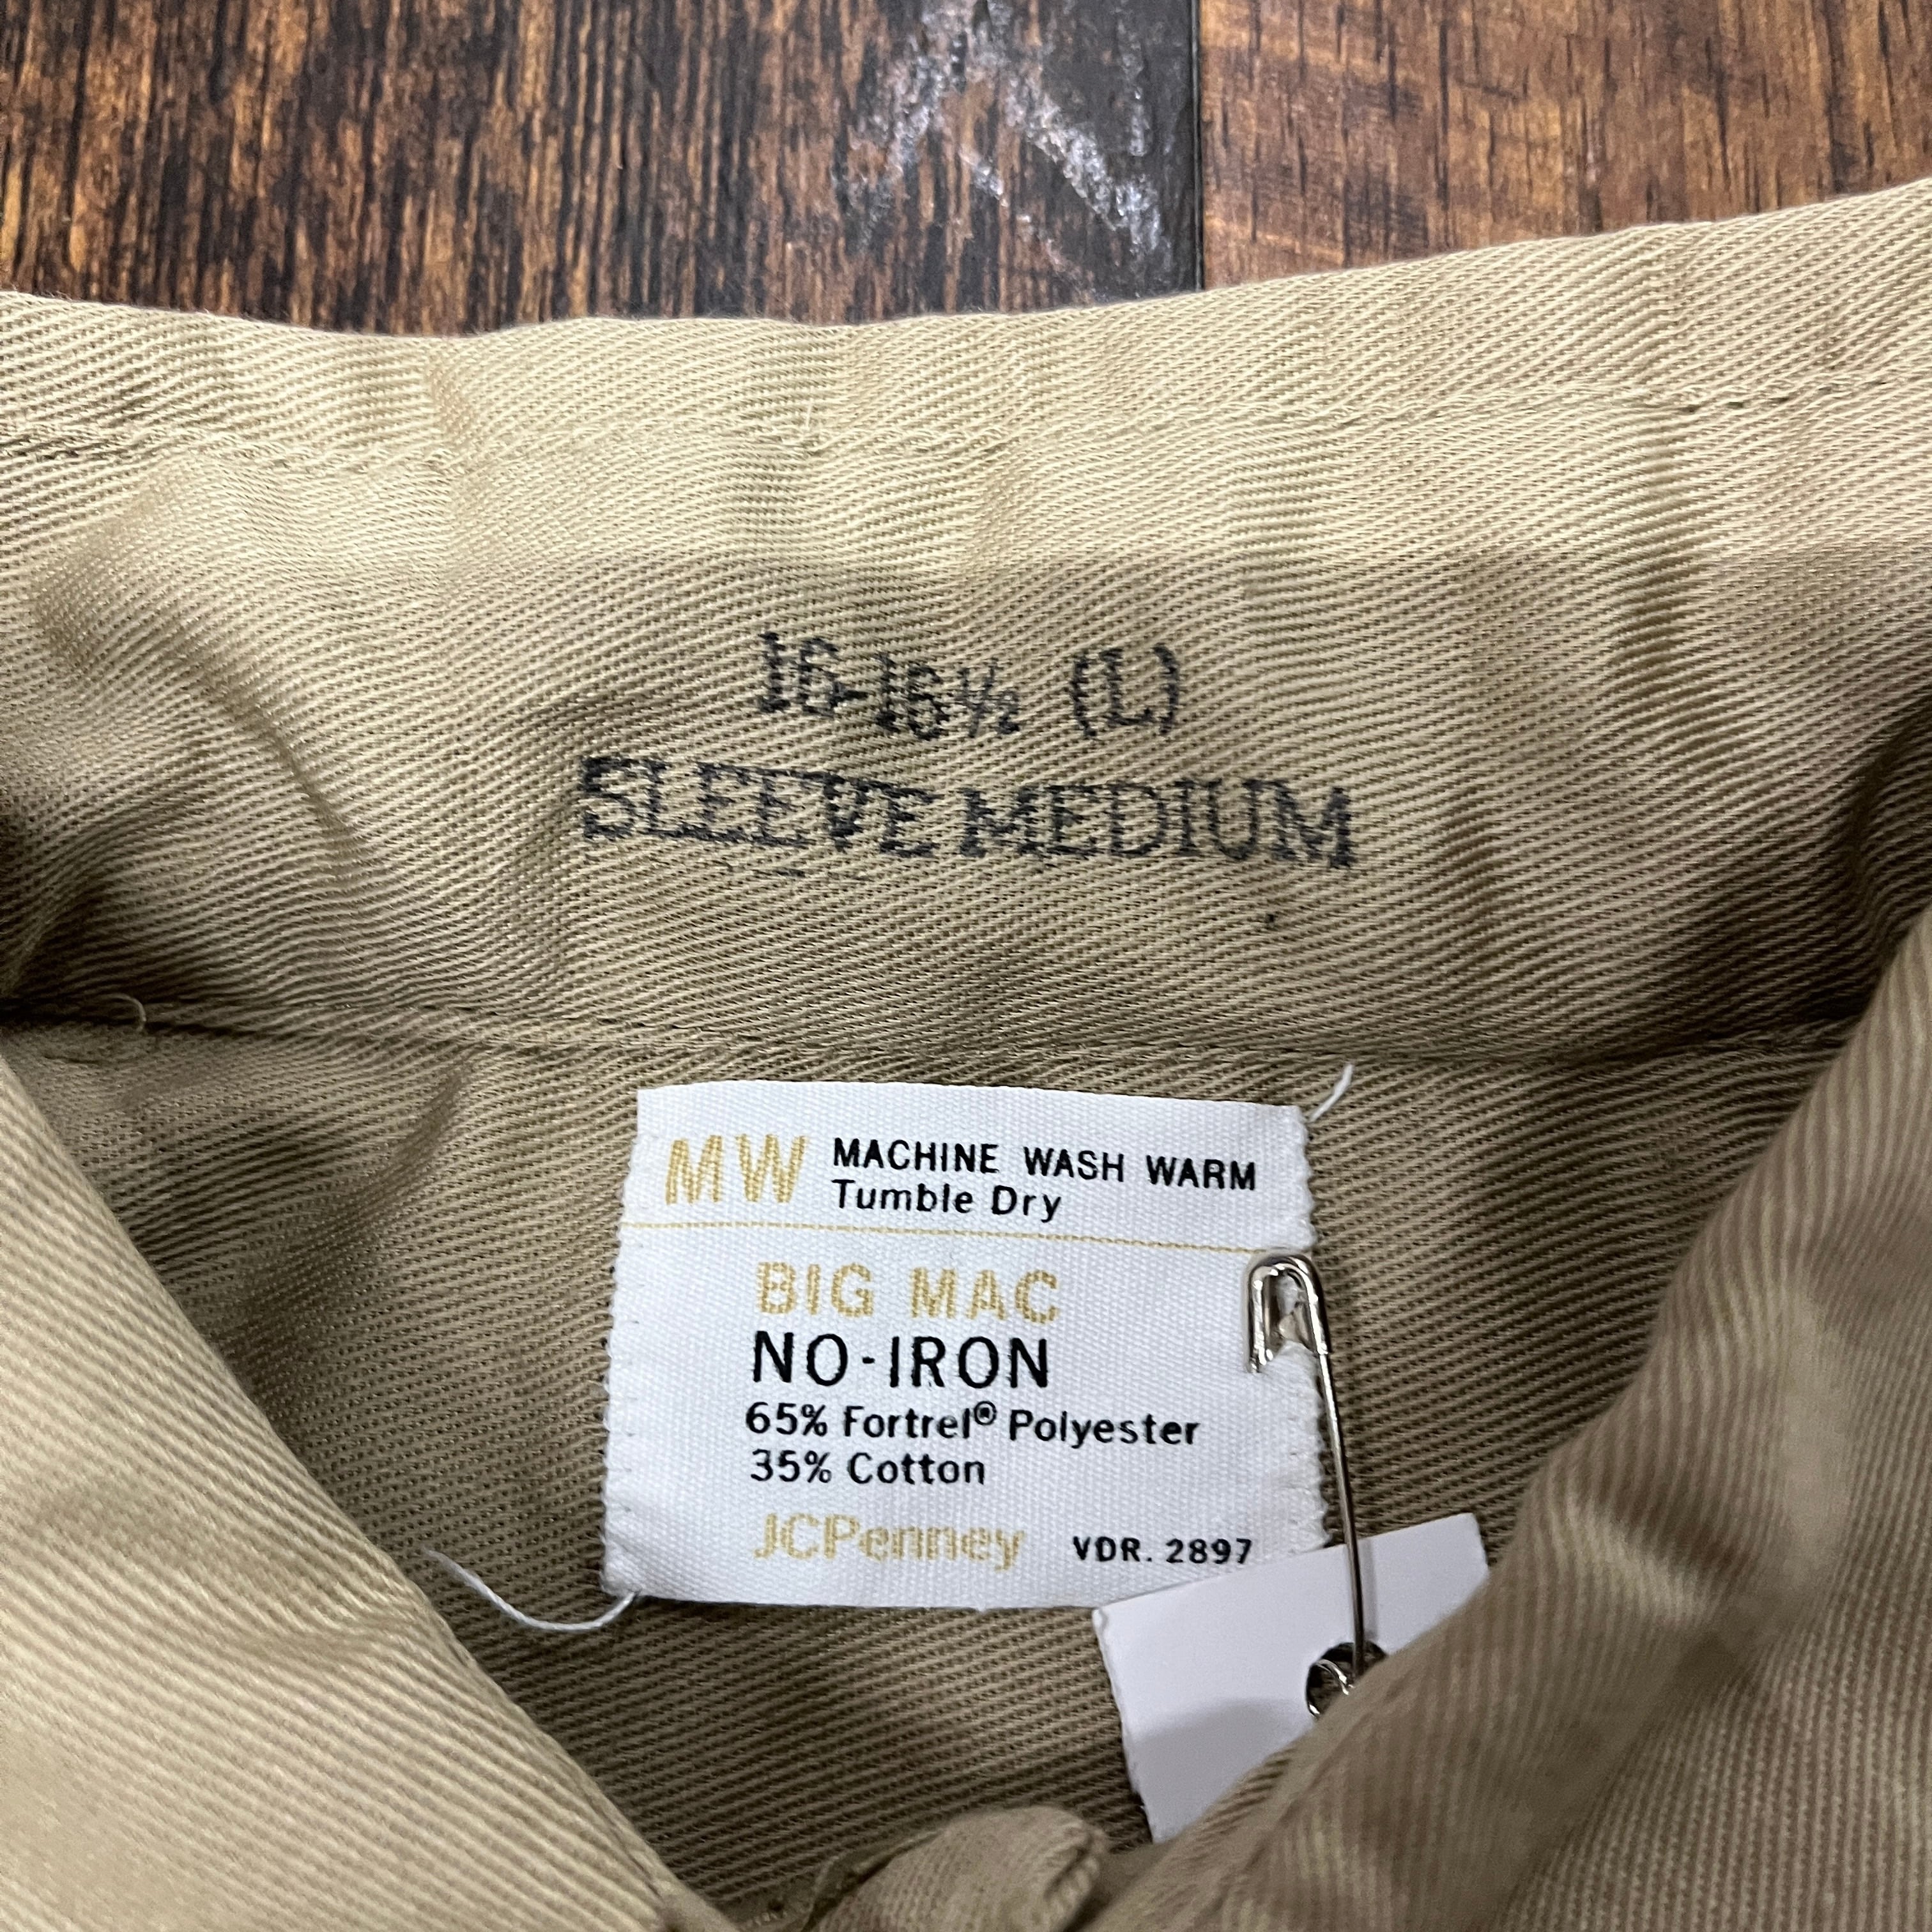 16-16½ (L)
SLEEVE MEDIUM
MW MACHINE WASH WARM
Tumble Dry
BIG MAC
NO-IRON
65% Fortrel® Polyester
35% Cotton
JCPenney VDR. 2897